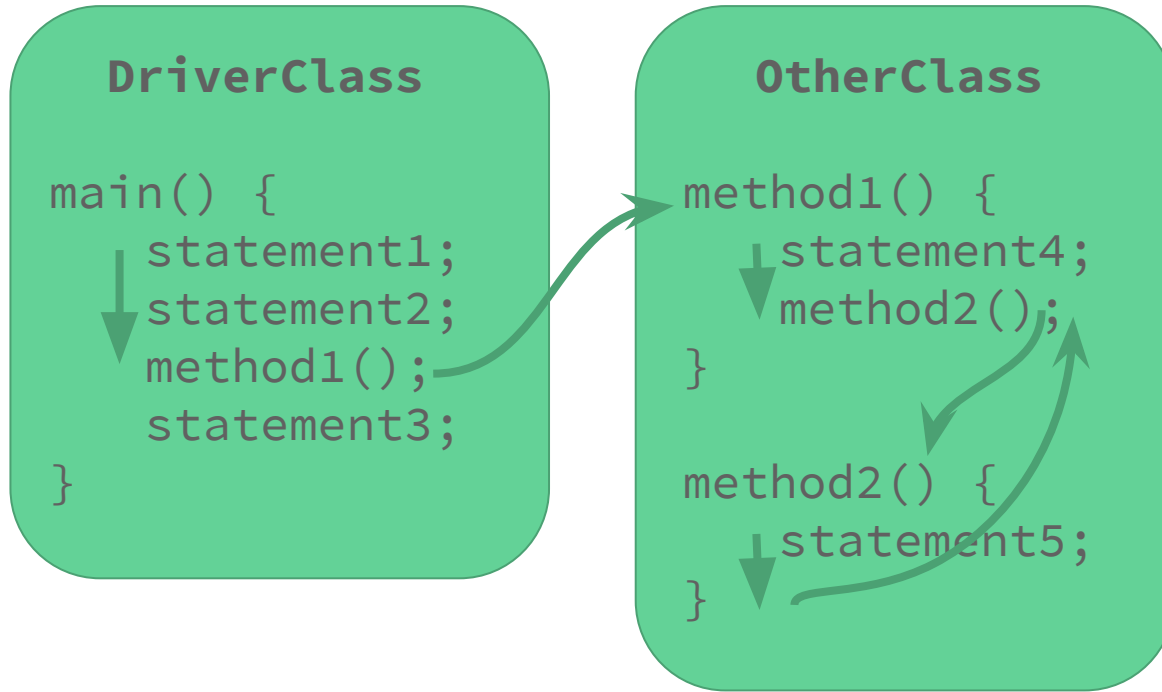 DriverClass
main() {
statement1;
statement2;
method1();
statement3;
}
OtherClass
method1() {
statement4;
method2();
}
method2() {
statement5;
}